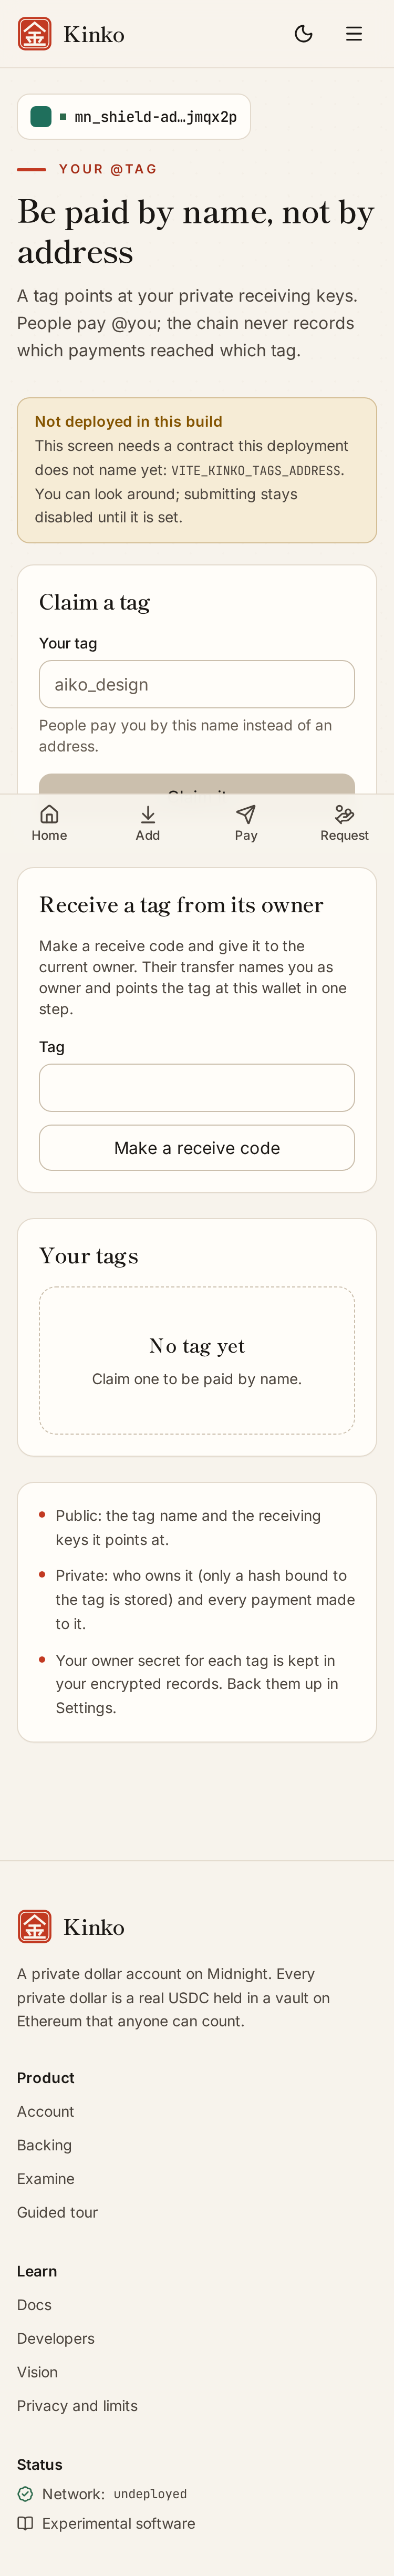 金 Kinko
mn_shield-ad…jmqx2p
YOUR @TAG
Be paid by name, not by
address
A tag points at your private receiving keys.
People pay @you; the chain never records
which payments reached which tag.
Not deployed in this build
This screen needs a contract this deployment
does not name yet: VITE_KINKO_TAGS_ADDRESS.
You can look around; submitting stays
disabled until it is set.
Claim a tag
Your tag
aiko_design
People pay you by this name instead of an
address.
Claim it
Home Add Pay Request
Receive a tag from its owner
Make a receive code and give it to the
current owner. Their transfer names you as
owner and points the tag at this wallet in one
step.
Tag
Make a receive code
Your tags
No tag yet
Claim one to be paid by name.
Public: the tag name and the receiving
keys it points at.
Private: who owns it (only a hash bound to
the tag is stored) and every payment made
to it.
Your owner secret for each tag is kept in
your encrypted records. Back them up in
Settings.
金 Kinko
A private dollar account on Midnight. Every
private dollar is a real USDC held in a vault on
Ethereum that anyone can count.
Product
Account
Backing
Examine
Guided tour
Learn
Docs
Developers
Vision
Privacy and limits
Status
Network: undeployed
Experimental software